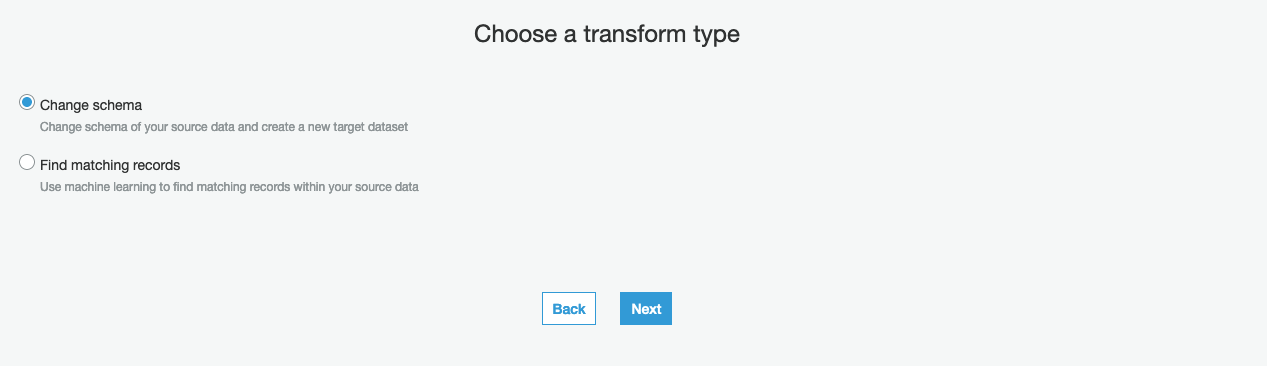 Choose a transform type
Change schema
Change schema of your source data and create a new target dataset
Find matching records
Use machine learning to find matching records within your source data
Back Next